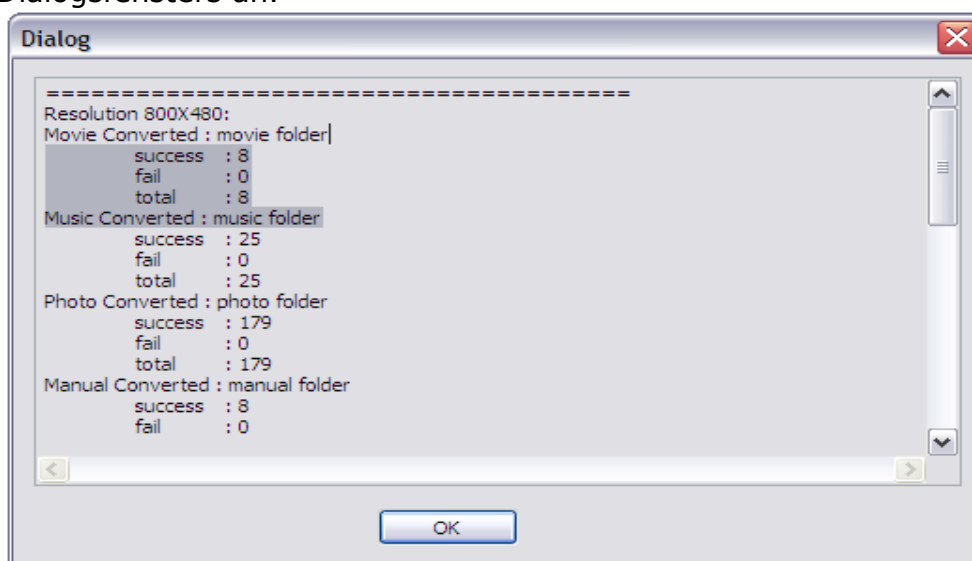 Dialogfensters an.
Dialog
=======================================
Resolution 800X480:
Movie Converted : movie folder
success : 8
fail : 0
total : 8
Music Converted : music folder
success : 25
fail : 0
total : 25
Photo Converted : photo folder
success : 179
fail : 0
total : 179
Manual Converted : manual folder
success : 8
fail : 0
OK